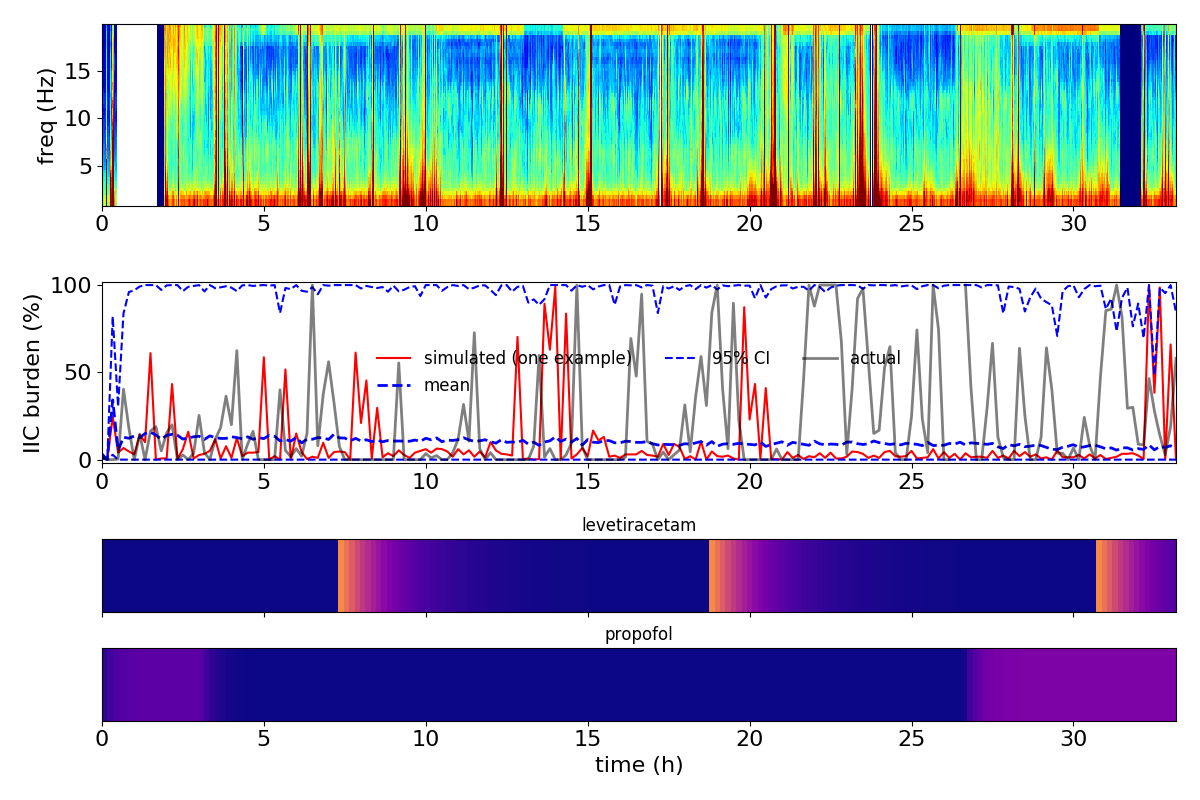 freq (Hz)
15
10
5
0 5 10 15 20 25 30
IIC burden (%)
100
50
0
simulated (one example) 95% CI actual
mean
0 5 10 15 20 25 30
levetiracetam
propofol
0 5 10 15 20 25 30
time (h)